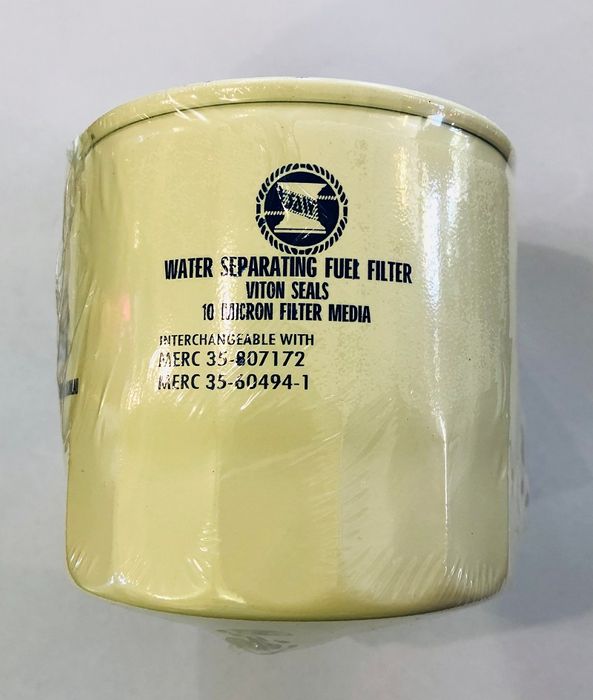 WATER SEPARATING FUEL FILTER
VITON SEALS
10 MICRON FILTER MEDIA
INTERCHANGEABLE WITH
MERC 35-807172
MERC 35-60494-1